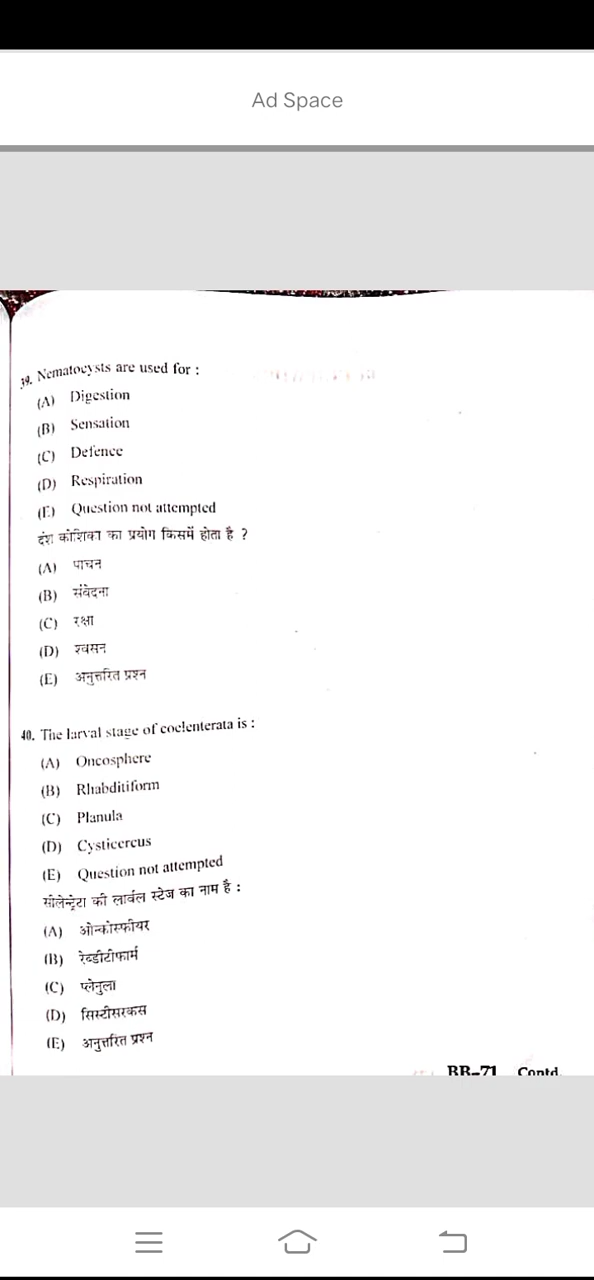 Ad Space
39. Nematocysts are used for :
(A) Digestion
(B) Sensation
(C) Defence
(D) Respiration
(E) Question not attempted
दंश कोशिका का प्रयोग किसमें होता है ?
(A) पाचन
(B) संवेदना
(C) रक्षा
(D) श्वसन
(E) अनुत्तरित प्रश्न
40. The larval stage of coelenterata is :
(A) Oncosphere
(B) Rhabditiform
(C) Planula
(D) Cysticercus
(E) Question not attempted
सीलेन्ट्रेटा की लार्वल स्टेज का नाम है :
(A) ओन्कोस्फीयर
(B) रेब्डीटीफार्म
(C) प्लेनुला
(D) सिस्टीसरकस
(E) अनुत्तरित प्रश्न
BB-71 Contd.